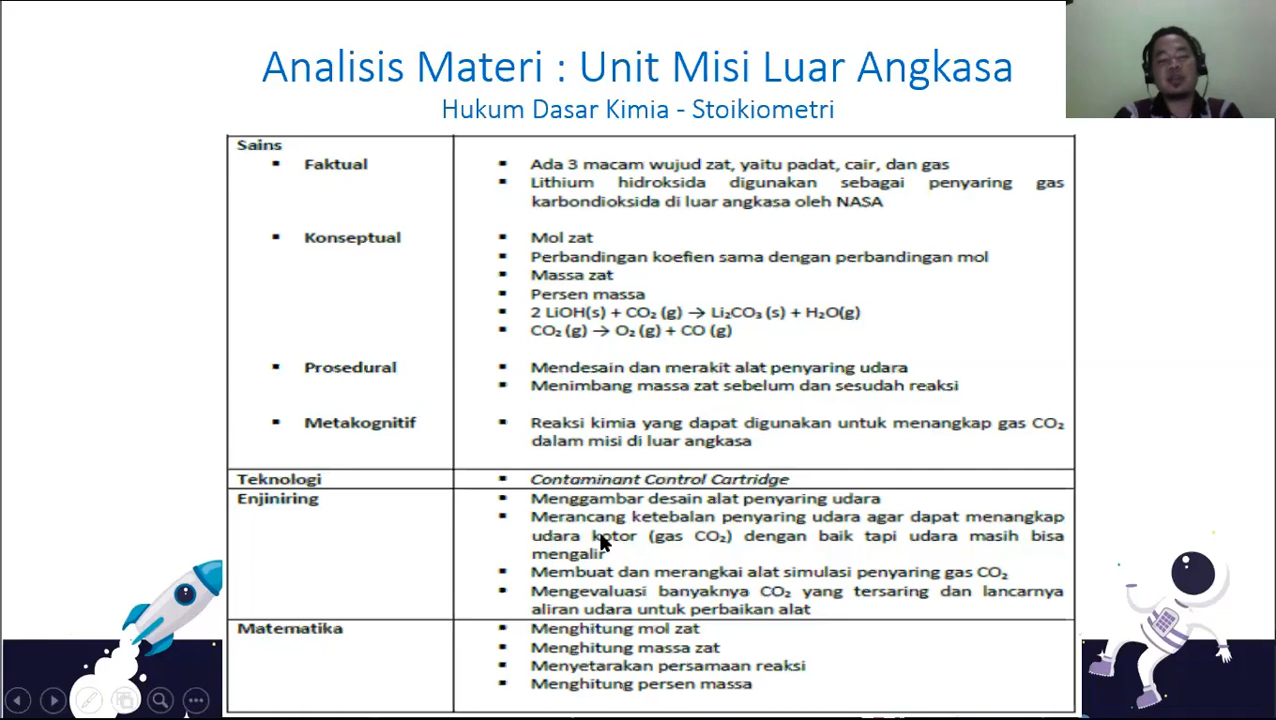 Analisis Materi : Unit Misi Luar Angkasa
Hukum Dasar Kimia - Stoikiometri
Sains
▪ Faktual
▪ Ada 3 macam wujud zat, yaitu padat, cair, dan gas
▪ Lithium hidroksida digunakan sebagai penyaring gas
karbondioksida di luar angkasa oleh NASA
▪ Konseptual
▪ Mol zat
▪ Perbandingan koefien sama dengan perbandingan mol
▪ Massa zat
▪ Persen massa
▪ 2 LiOH(s) + CO₂ (g) → Li₂CO₃ (s) + H₂O(g)
▪ CO₂ (g) → O₂ (g) + CO (g)
▪ Prosedural
▪ Mendesain dan merakit alat penyaring udara
▪ Menimbang massa zat sebelum dan sesudah reaksi
▪ Metakognitif
▪ Reaksi kimia yang dapat digunakan untuk menangkap gas CO₂
dalam misi di luar angkasa
Teknologi
▪ Contaminant Control Cartridge
Enjiniring
▪ Menggambar desain alat penyaring udara
▪ Merancang ketebalan penyaring udara agar dapat menangkap
udara kotor (gas CO₂) dengan baik tapi udara masih bisa
mengalir
▪ Membuat dan merangkai alat simulasi penyaring gas CO₂
▪ Mengevaluasi banyaknya CO₂ yang tersaring dan lancarnya
aliran udara untuk perbaikan alat
Matematika
▪ Menghitung mol zat
▪ Menghitung massa zat
▪ Menyetarakan persamaan reaksi
▪ Menghitung persen massa